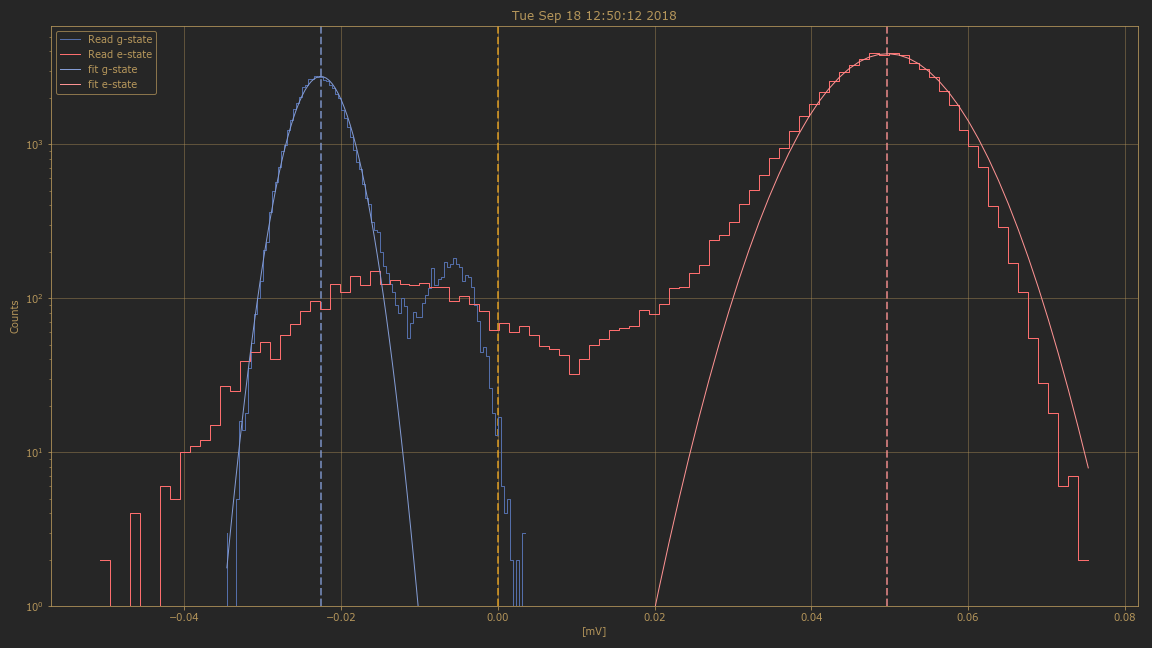 Tue Sep 18 12:50:12 2018
Read g-state
Read e-state
fit g-state
fit e-state
10³
10²
10¹
10⁰
Counts
−0.04 −0.02 0.00 0.02 0.04 0.06 0.08
[mV]